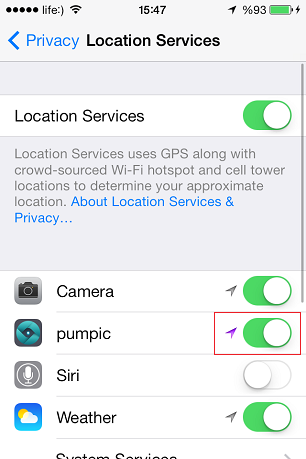 life:) 15:47 %93
Privacy Location Services
Location Services
Location Services uses GPS along with
crowd-sourced Wi-Fi hotspot and cell tower
locations to determine your approximate
location. About Location Services &
Privacy...
Camera
pumpic
Siri
Weather
System Services